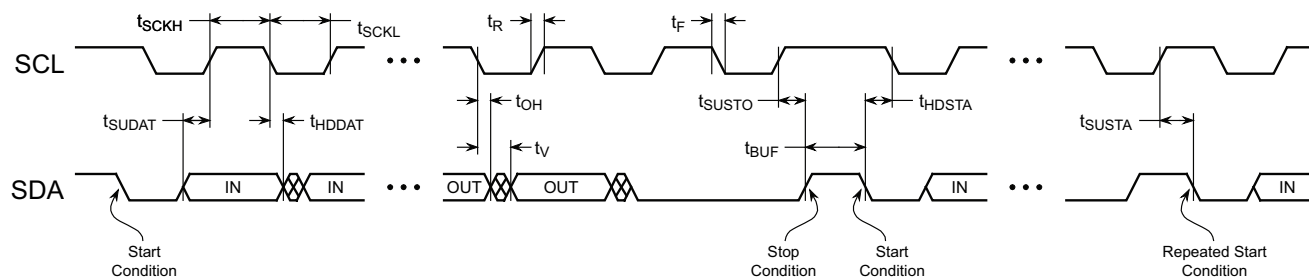 tSCKH
tSCKL
tR
tF
SCL
tOH
tSUSTO
tHDSTA
tSUDAT
tHDDAT
tV
tBUF
tSUSTA
SDA
IN
IN
OUT
OUT
IN
IN
Start
Condition
Stop
Condition
Start
Condition
Repeated Start
Condition